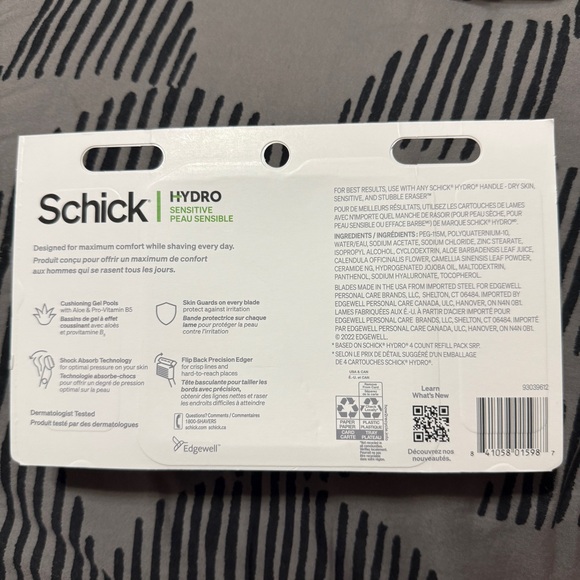 Schick
HYDRO
SENSITIVE
PEAU SENSIBLE
Designed for maximum comfort while shaving every day.
Produit conçu pour offrir un maximum de confort
aux hommes qui se rasent tous les jours.
Cushioning Gel Pools
with Aloe & Pro-Vitamin B5
Bassins de gel à effet
coussinant avec aloès
et provitamine B5
Skin Guards on every blade
protect against irritation
Bande protectrice sur chaque
lame pour protéger la peau
contre l'irritation
Shock Absorb Technology
for optimal pressure on your skin
Technologie absorbe-chocs
pour offrir un degré de pression
optimal sur la peau
Flip Back Precision Edger
for crisp lines and
hard-to-reach places
Tête basculante pour tailler les
bords avec précision,
obtenir des lignes nettes et raser
les endroits difficiles à atteindre
Dermatologist Tested
Produit testé par des dermatologues
Questions? Comments / Commentaires
1 800-SHAVERS
schick.com schick.ca
Edgewell
FOR BEST RESULTS, USE WITH ANY SCHICK® HYDRO® HANDLE - DRY SKIN,
SENSITIVE, AND STUBBLE ERASER™
POUR DE MEILLEURS RÉSULTATS, UTILISEZ LES CARTOUCHES DE LAMES
AVEC N'IMPORTE QUEL MANCHE DE RASOIR (POUR PEAU SÈCHE, POUR
PEAU SENSIBLE OU EFFACE BARBE™) DE MARQUE SCHICK® HYDRO®.
INGREDIENTS / INGRÉDIENTS : PEG-115M, POLYQUATERNIUM-10,
WATER/EAU, SODIUM ACETATE, SODIUM CHLORIDE, ZINC STEARATE,
ISOPROPYL ALCOHOL, CYCLODEXTRIN, ALOE BARBADENSIS LEAF JUICE,
CALENDULA OFFICINALIS FLOWER, CAMELLIA SINENSIS LEAF POWDER,
CERAMIDE NG, HYDROGENATED JOJOBA OIL, MALTODEXTRIN,
PANTHENOL, SODIUM HYALURONATE, TOCOPHEROL.
BLADES MADE IN THE USA FROM IMPORTED STEEL FOR EDGEWELL
PERSONAL CARE BRANDS, LLC, SHELTON, CT 06484. IMPORTED BY
EDGEWELL PERSONAL CARE CANADA, ULC, HANOVER, ON N4N 0B1.
LAMES FABRIQUÉES AUX É.-U. À PARTIR D'ACIER IMPORTÉ POUR
EDGEWELL PERSONAL CARE BRANDS, LLC, SHELTON, CT 06484. IMPORTÉ
PAR EDGEWELL PERSONAL CARE CANADA, ULC, HANOVER, ON N4N 0B1.
© 2022 EDGEWELL
* BASED ON SCHICK® HYDRO® 4 COUNT REFILL PACK SRP.
* SELON LE PRIX DE DÉTAIL SUGGÉRÉ D'UN EMBALLAGE
DE 4 CARTOUCHES SCHICK® HYDRO®.
USA & CAN
É.-U. et CAN
PAPER
PAPIER
CARD
CARTE
PLASTIC
PLASTIQUE
TRAY
PLATEAU
Learn
What's New
Découvrez nos
nouveautés.
93039612
8 41058 01598 7